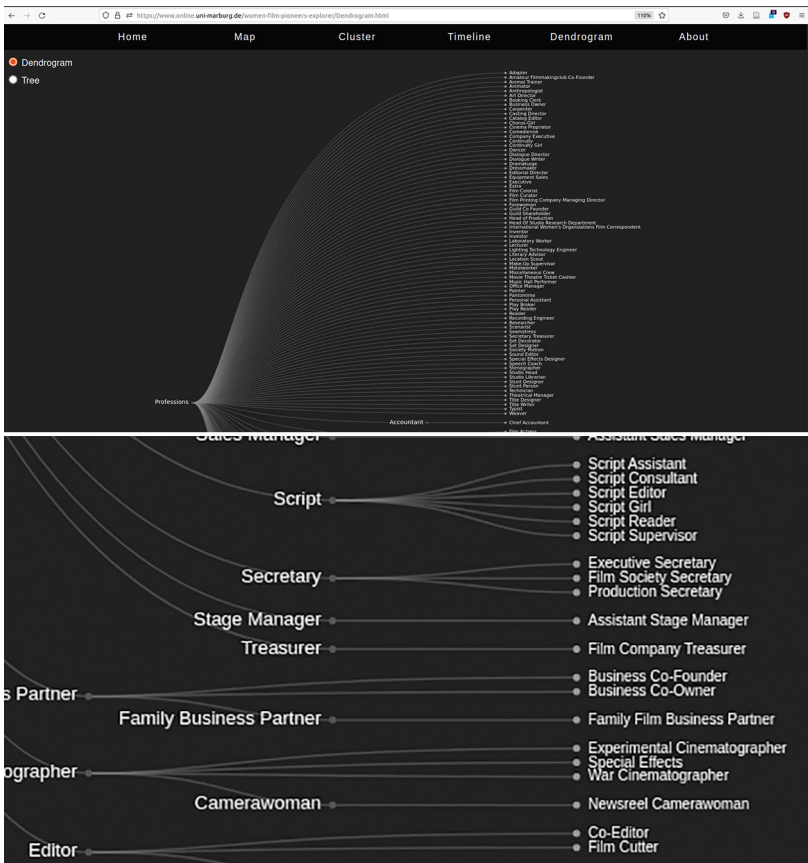 https://www.online.uni-marburg.de/women-film-pioneers-explorer/Dendrogram.html
110%
Home
Map
Cluster
Timeline
Dendrogram
About
Dendrogram
Tree
Adapter
Amateur Filmmakingclub Co-Founder
Animal Trainer
Animator
Anthropologist
Art Director
Booking Clerk
Business Owner
Carpenter
Casting Director
Catalog Editor
Chorus Girl
Cinema Proprietor
Comedienne
Company Executive
Continuity
Continuity Girl
Dancer
Dialogue Director
Dialogue Writer
Dramaturge
Dressmaker
Editorial Director
Equipment Sales
Executive
Extra
Film Colorist
Film Curator
Film Printing Company Managing Director
Forewoman
Guild Co-Founder
Guild Shareholder
Head of Production
Head Of Studio Research Department
International Women's Organizations Film Correspondent
Inventor
Investor
Laboratory Worker
Lecturer
Lighting Technology Engineer
Literary Advisor
Location Scout
Make-Up Supervisor
Metalworker
Miscellaneous Crew
Movie Theatre Ticket Cashier
Music Hall Performer
Office Manager
Painter
Pantomime
Personal Assistant
Play Broker
Play Reader
Reader
Recording Engineer
Researcher
Scenarist
Seamstress
Secretary Treasurer
Set Decorator
Set Designer
Society Matron
Sound Editor
Special Effects Designer
Speech Coach
Stenographer
Studio Head
Studio Librarian
Stunt Designer
Stunt Person
Technician
Theatrical Manager
Title Designer
Title Writer
Typist
Weaver
Professions
Accountant
Chief Accountant
Sales Manager
Assistant Sales Manager
Script
Script Assistant
Script Consultant
Script Editor
Script Girl
Script Reader
Script Supervisor
Secretary
Executive Secretary
Film Society Secretary
Production Secretary
Stage Manager
Assistant Stage Manager
Treasurer
Film Company Treasurer
s Partner
Business Co-Founder
Business Co-Owner
Family Business Partner
Family Film Business Partner
ographer
Experimental Cinematographer
Special Effects
War Cinematographer
Camerawoman
Newsreel Camerawoman
Editor
Co-Editor
Film Cutter